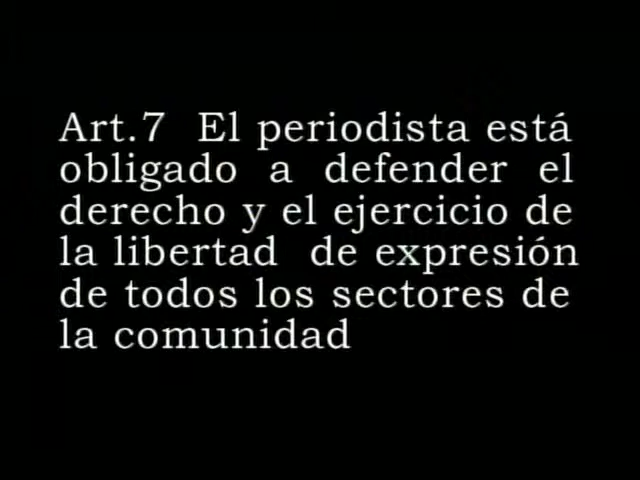 Art.7 El periodista está
obligado a defender el
derecho y el ejercicio de
la libertad de expresión
de todos los sectores de
la comunidad